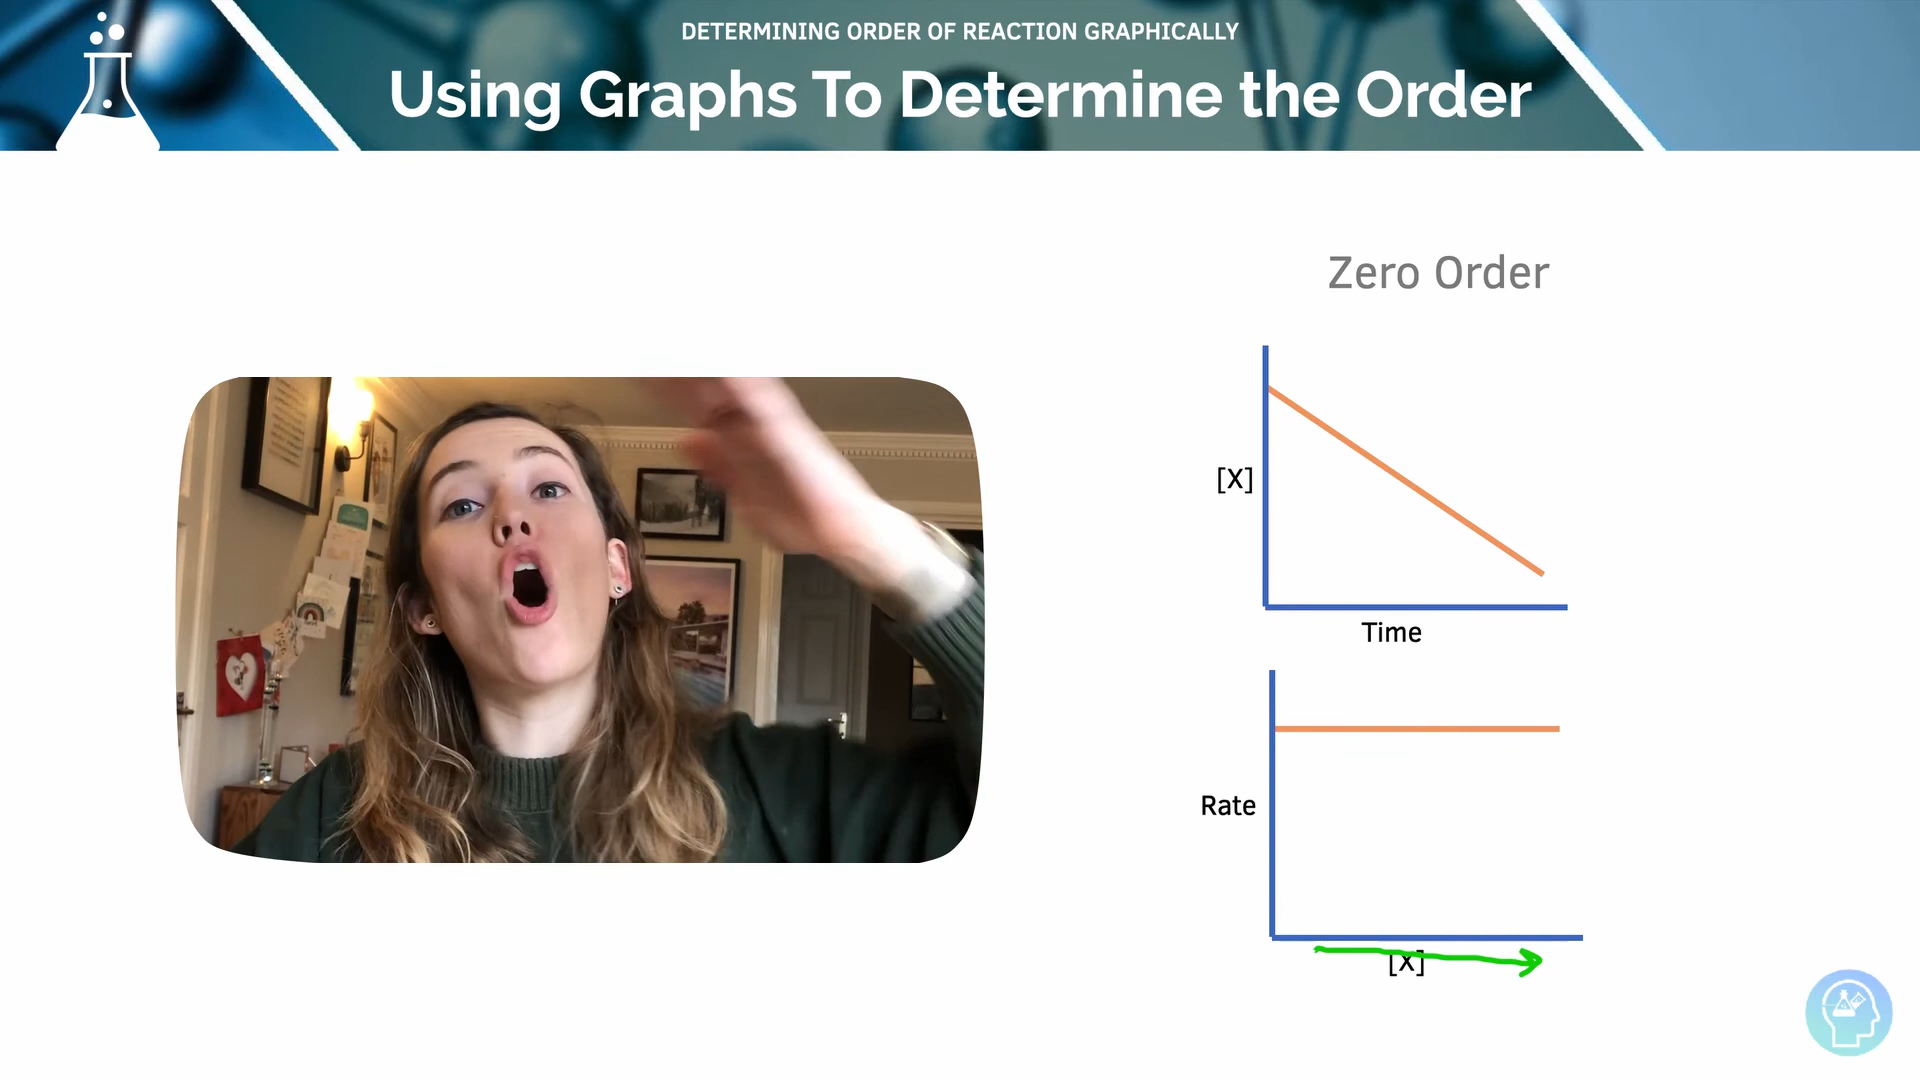 DETERMINING ORDER OF REACTION GRAPHICALLY
Using Graphs To Determine the Order
Zero Order
[X]
Time
Rate
[X]